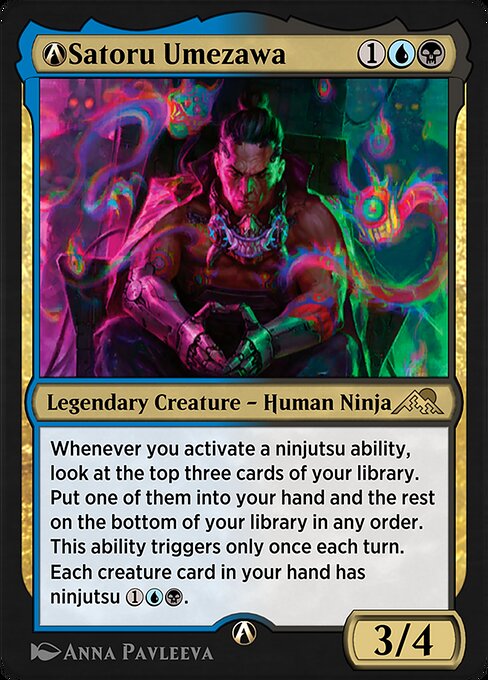 Satoru Umezawa 1
Legendary Creature – Human Ninja
Whenever you activate a ninjutsu ability,
look at the top three cards of your library.
Put one of them into your hand and the rest
on the bottom of your library in any order.
This ability triggers only once each turn.
Each creature card in your hand has
ninjutsu 1.
3/4
Anna Pavleeva